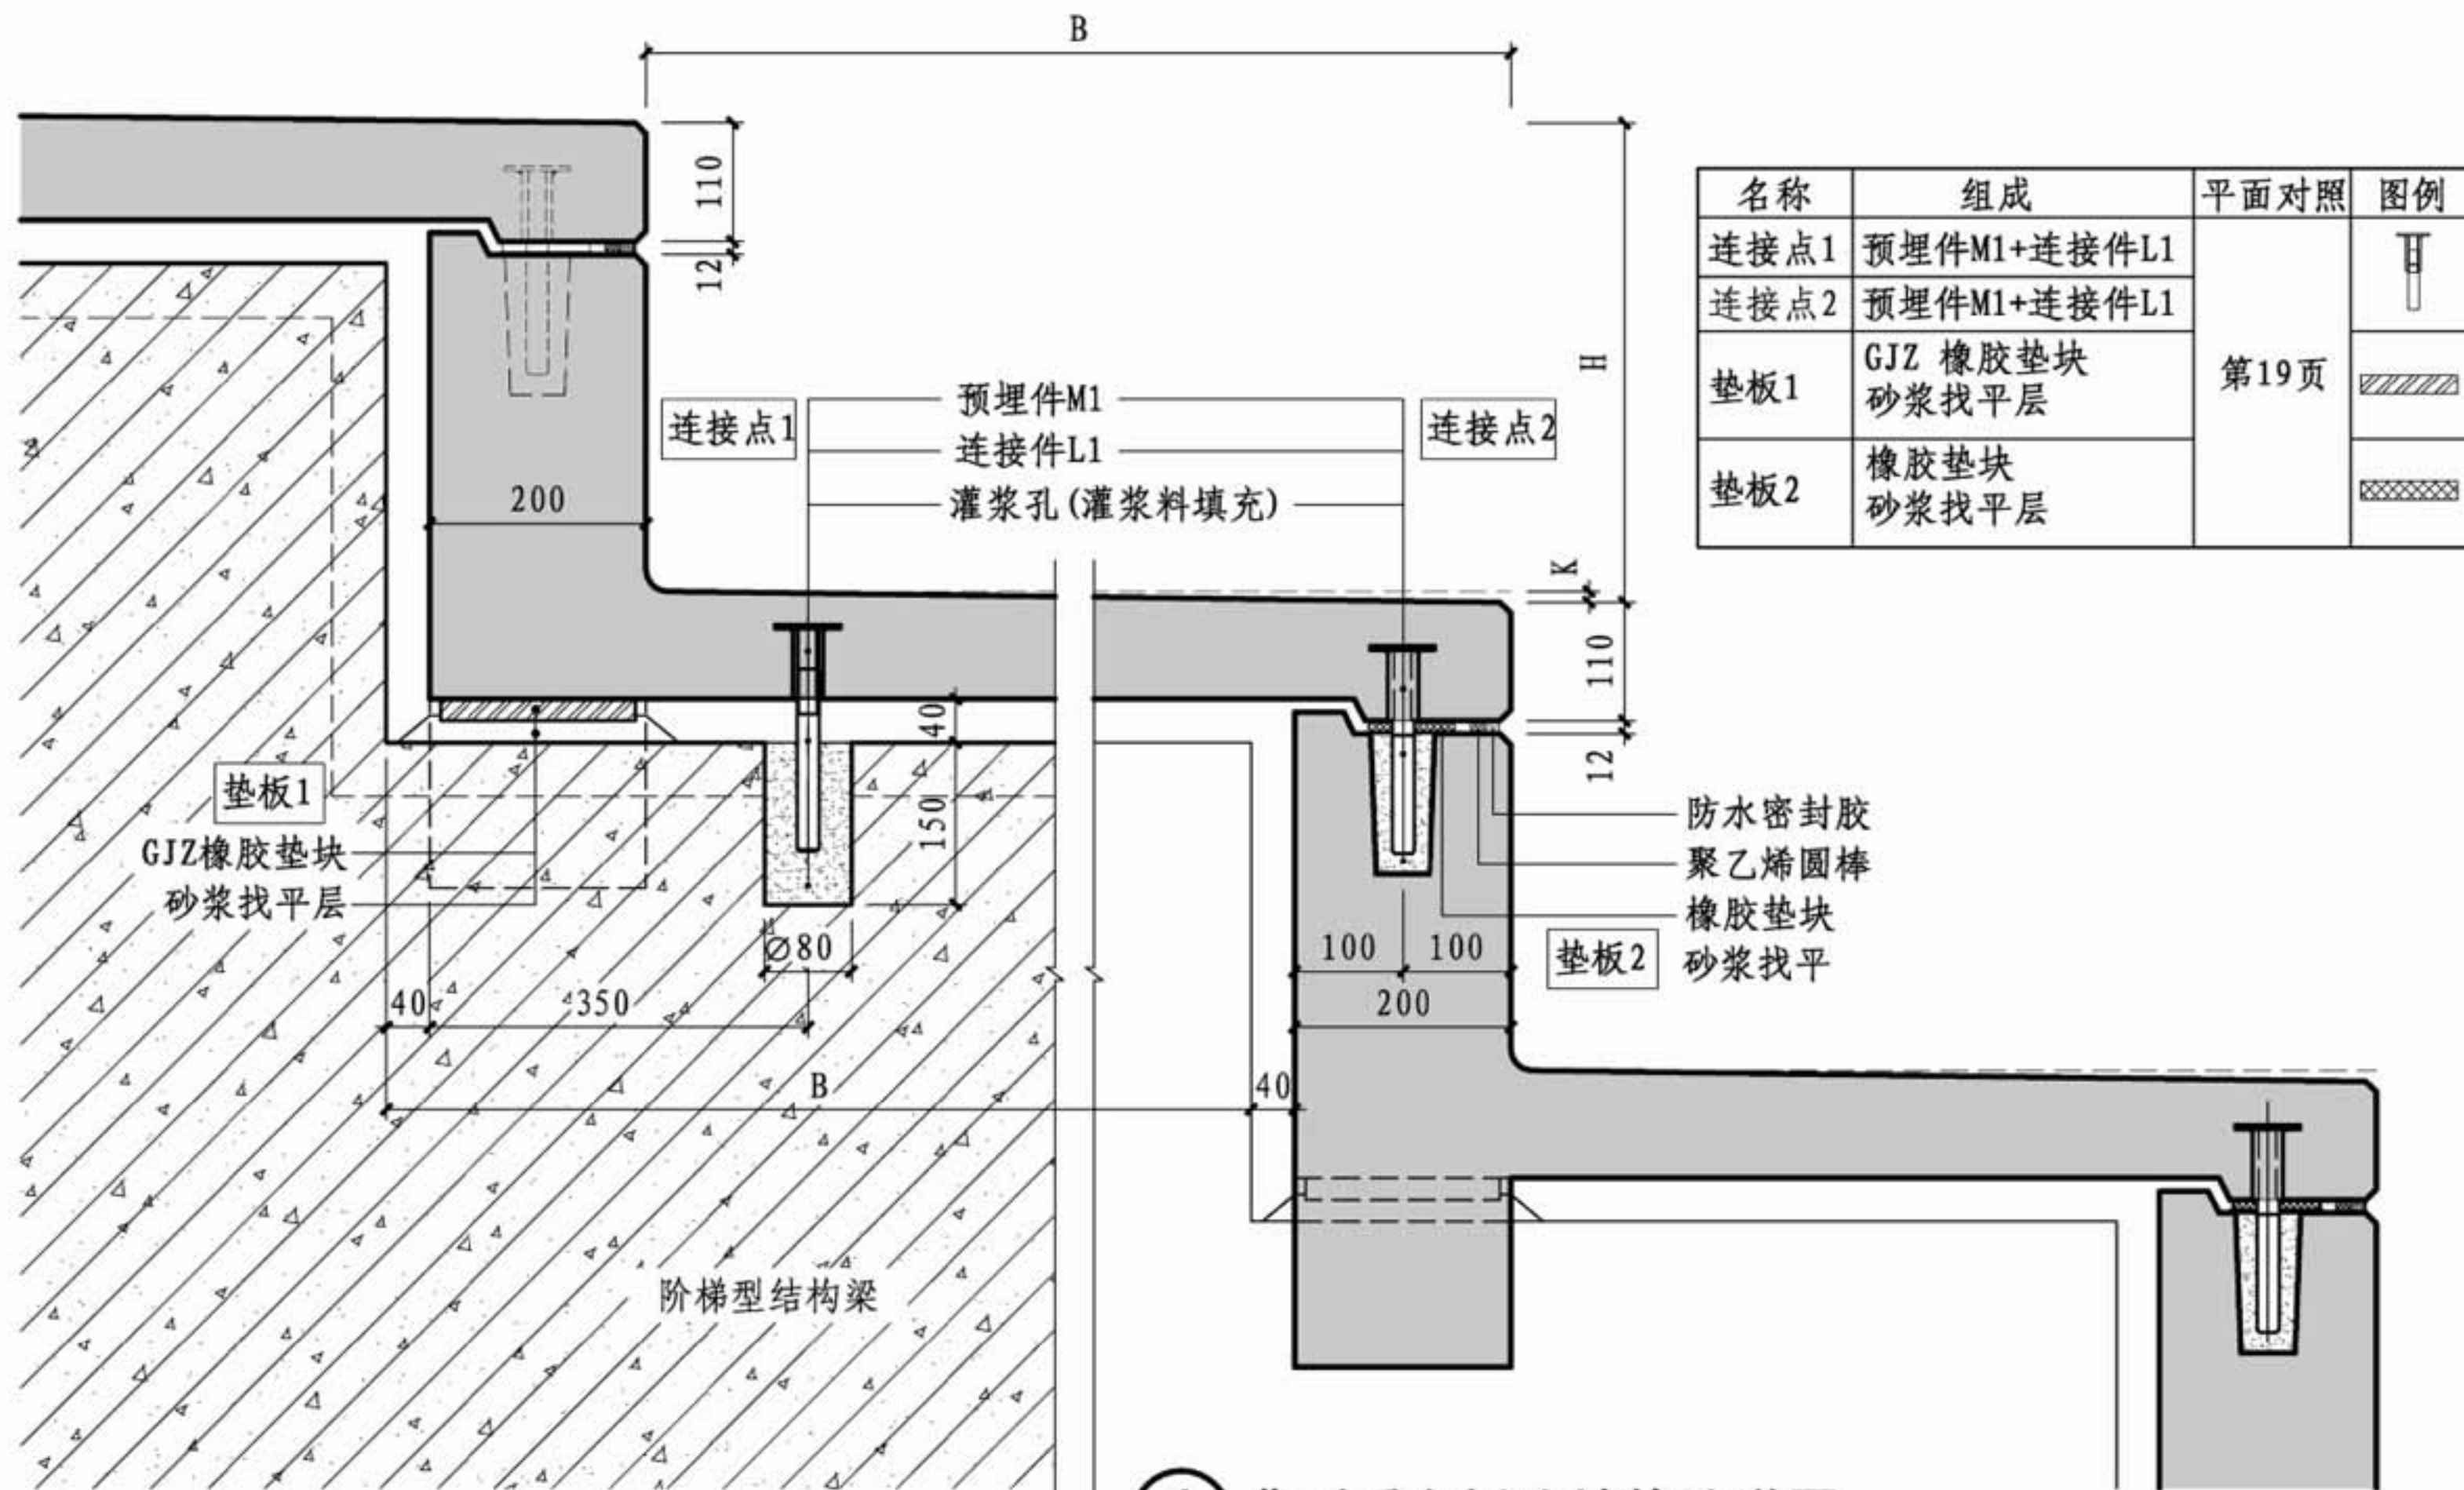 B
110
12
H
名称 组成 平面对照 图例
连接点1 预埋件M1+连接件L1
连接点2 预埋件M1+连接件L1
垫板1 GJZ 橡胶垫块
砂浆找平层
第19页
垫板2 橡胶垫块
砂浆找平层
连接点1
预埋件M1
连接件L1
灌浆孔(灌浆料填充)
连接点2
200
K
110
12
40
150
垫板1
GJZ橡胶垫块
砂浆找平层
Ø80
40
350
B
40
100
100
200
防水密封胶
聚乙烯圆棒
橡胶垫块
砂浆找平
垫板2
阶梯型结构梁